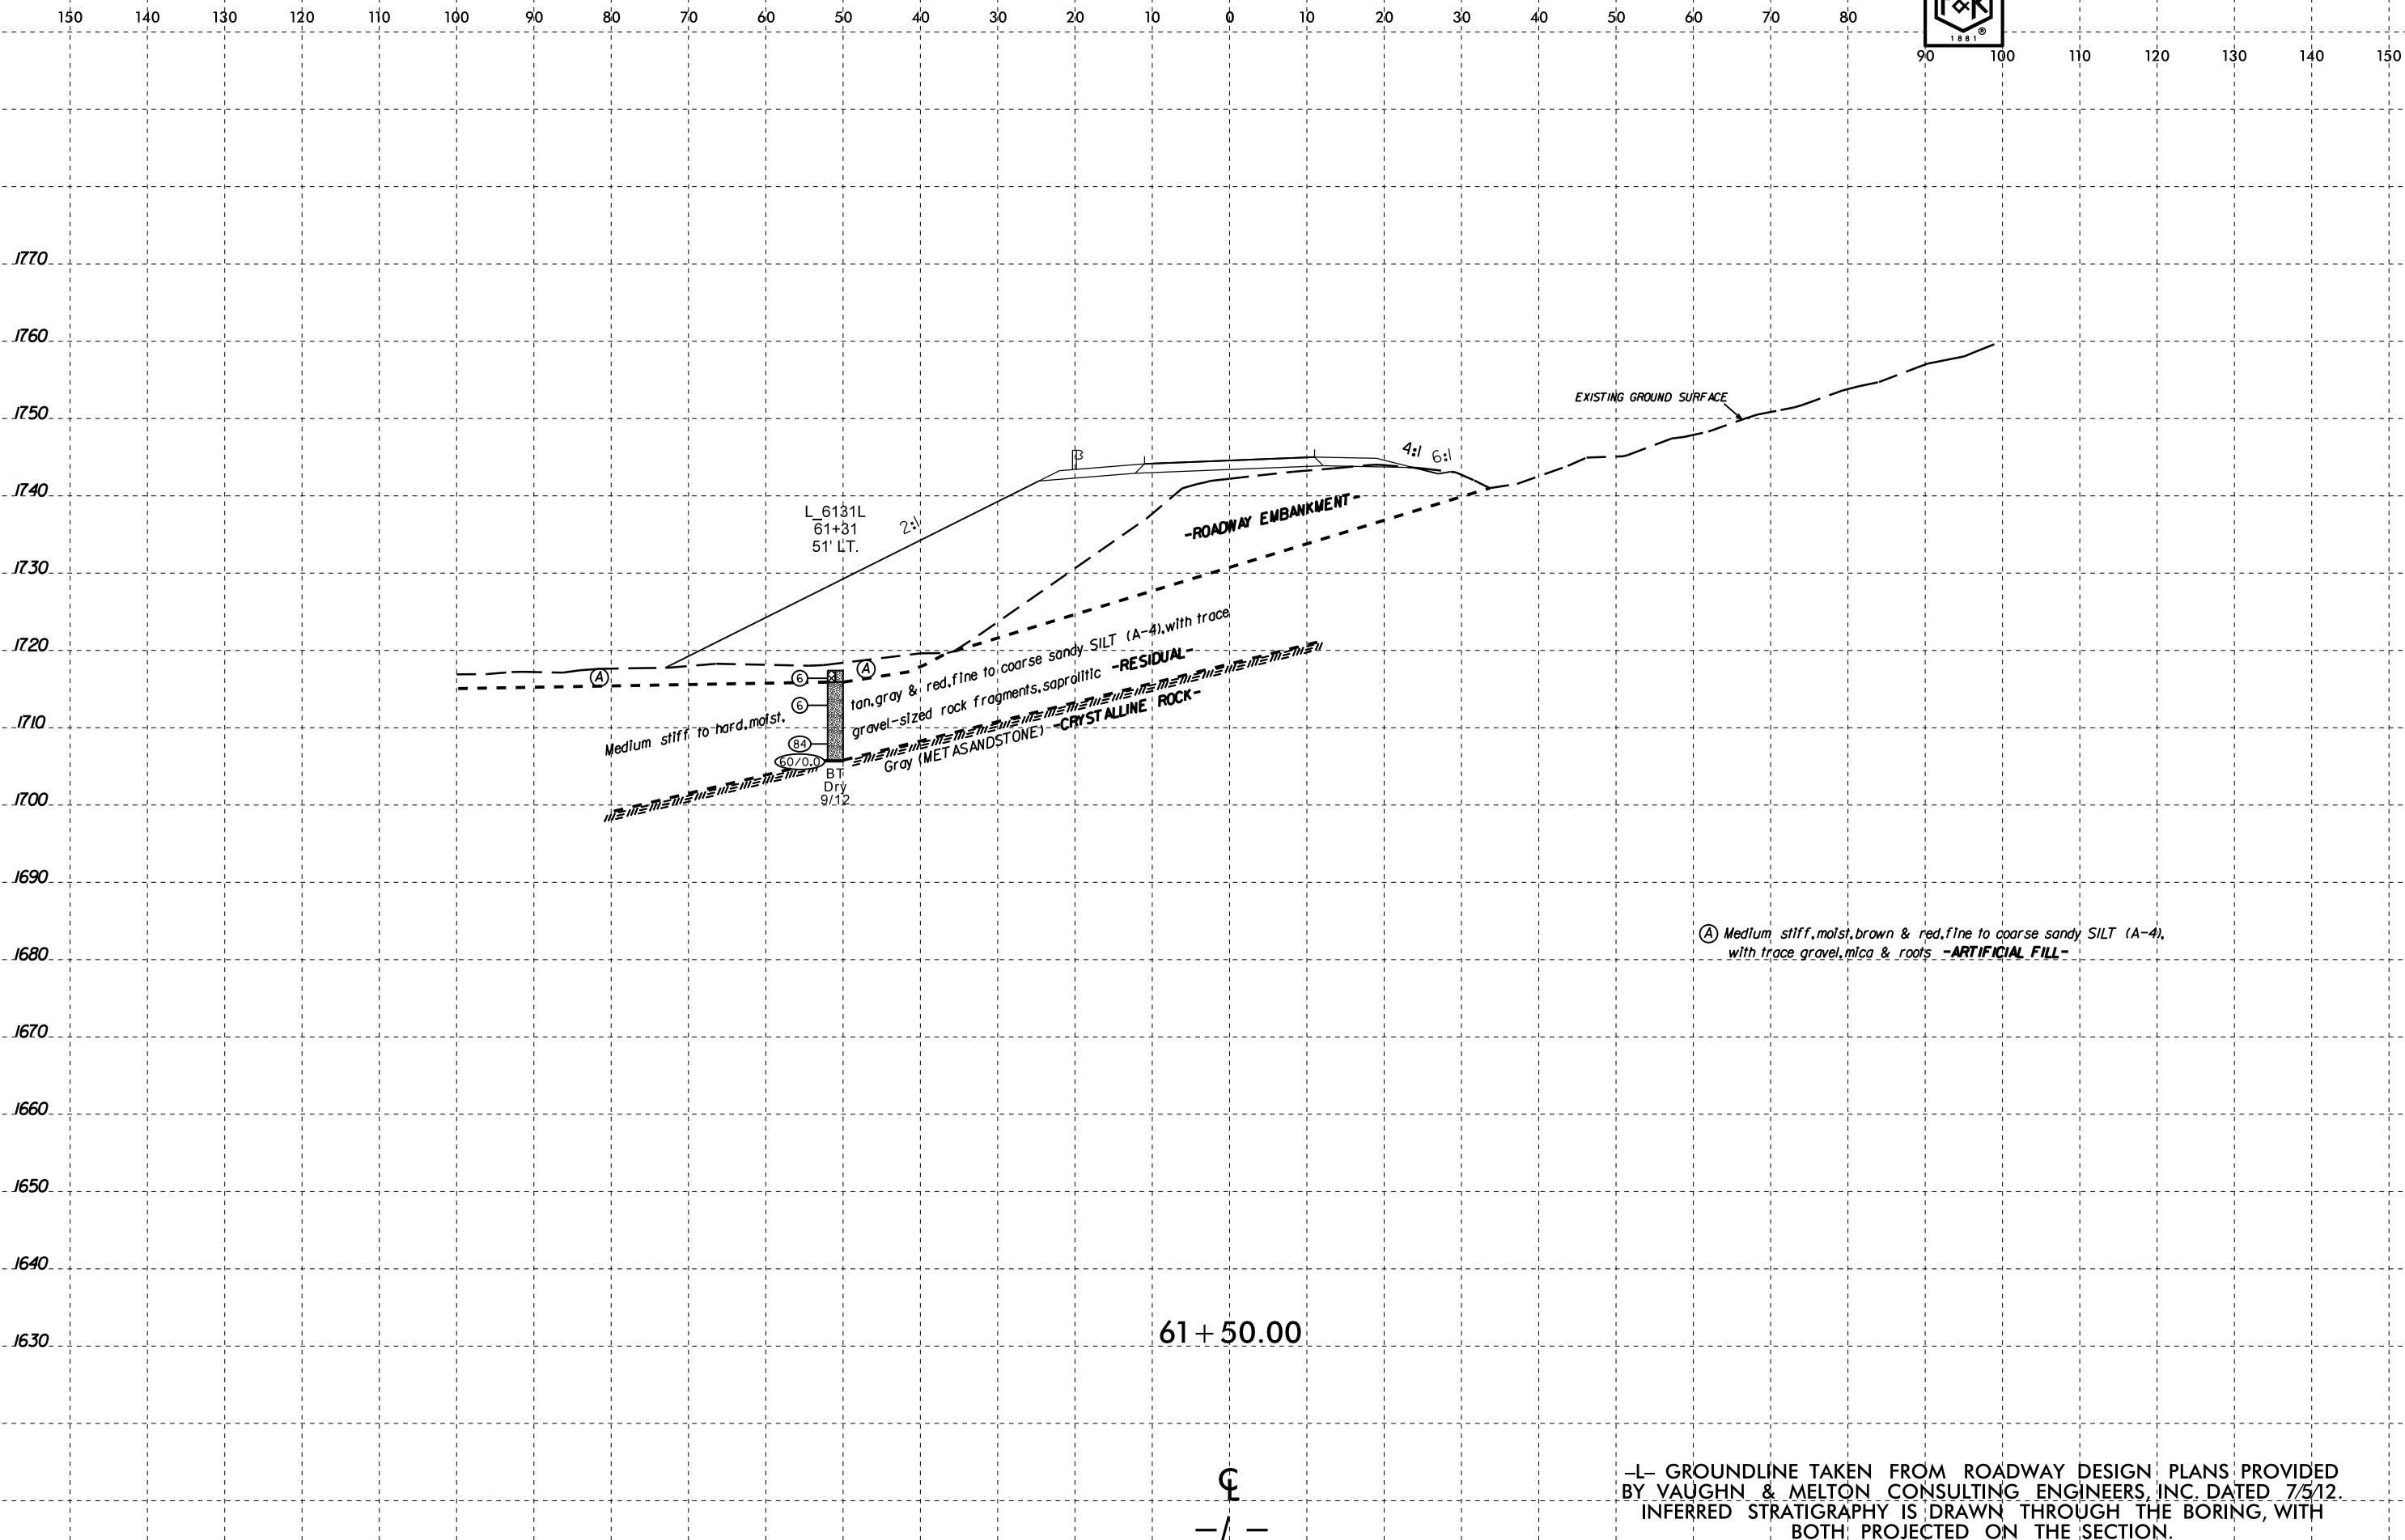 150 140 130 120 110 100 90 80 70 60 50 40 30 20 10 0 10 20 30 40 50 60 70 80
1881®
90 100 110 120 130 140 150
1770
1760
EXISTING GROUND SURFACE
1750
4:1 6:1
1740
L_6131L
61+31
51' LT.
2:1
-ROADWAY EMBANKMENT-
1730
1720
A
6
A
tan,gray & red,fine to coarse sandy SILT (A-4),with trace
6
gravel-sized rock fragments,saprolitic -RESIDUAL-
1710
Medium stiff to hard,moist,
84
60/0.0
Gray (METASANDSTONE) -CRYSTALLINE ROCK-
BT
Dry
9/12
1700
1690
A Medium stiff,moist,brown & red,fine to coarse sandy SILT (A-4),
with trace gravel,mica & roots -ARTIFICIAL FILL-
1680
1670
1660
1650
1640
1630
61+50.00
℄
–L– GROUNDLINE TAKEN FROM ROADWAY DESIGN PLANS PROVIDED
BY VAUGHN & MELTON CONSULTING ENGINEERS, INC. DATED 7/5/12.
INFERRED STRATIGRAPHY IS DRAWN THROUGH THE BORING, WITH
BOTH PROJECTED ON THE SECTION.